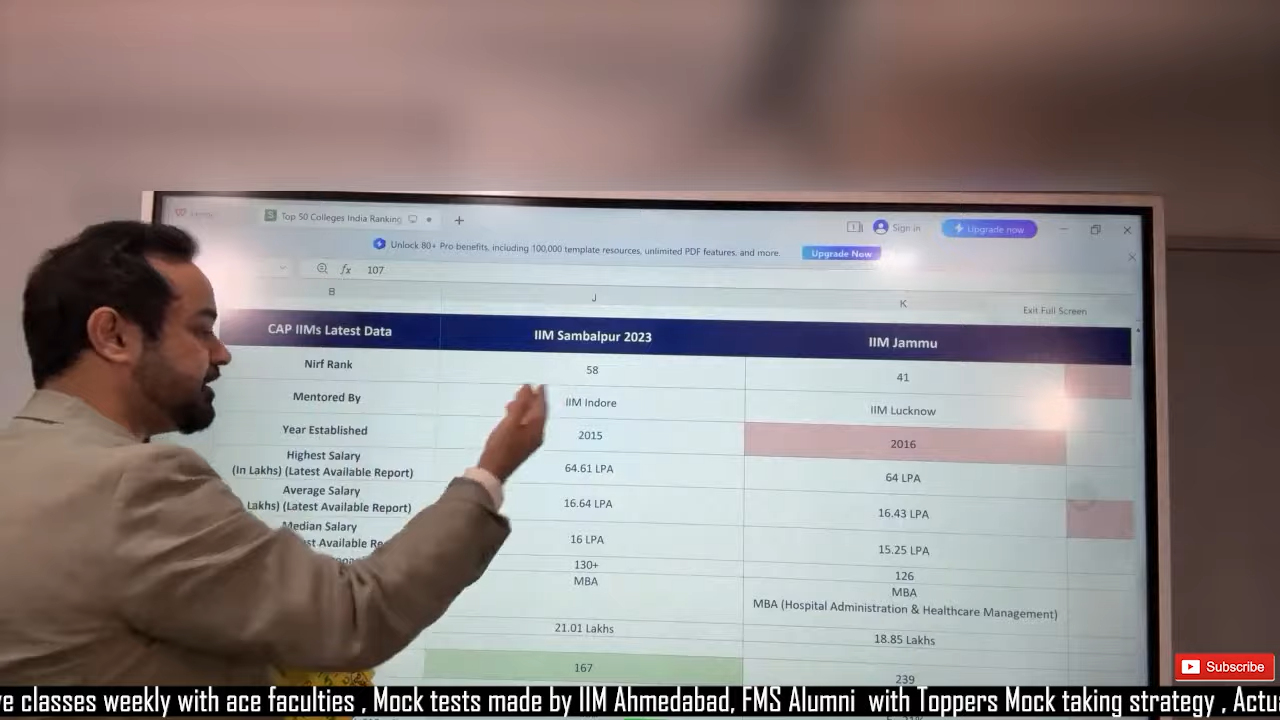 Top 50 Colleges India Ranking
Sign in
Upgrade now
Unlock 80+ Pro benefits, including 100,000 template resources, unlimited PDF features, and more.
Upgrade Now
fx 107
B J K
Exit Full Screen
CAP IIMs Latest Data IIM Sambalpur 2023 IIM Jammu
Nirf Rank 58 41
Mentored By IIM Indore IIM Lucknow
Year Established 2015 2016
Highest Salary
(In Lakhs) (Latest Available Report) 64.61 LPA 64 LPA
Average Salary
Lakhs) (Latest Available Report) 16.64 LPA 16.43 LPA
Median Salary
Available 16 LPA 15.25 LPA
130+ 126
MBA MBA
MBA (Hospital Administration & Healthcare Management)
21.01 Lakhs 18.85 Lakhs
167 239
Subscribe
ve classes weekly with ace faculties , Mock tests made by IIM Ahmedabad, FMS Alumni with Toppers Mock taking strategy , Actu